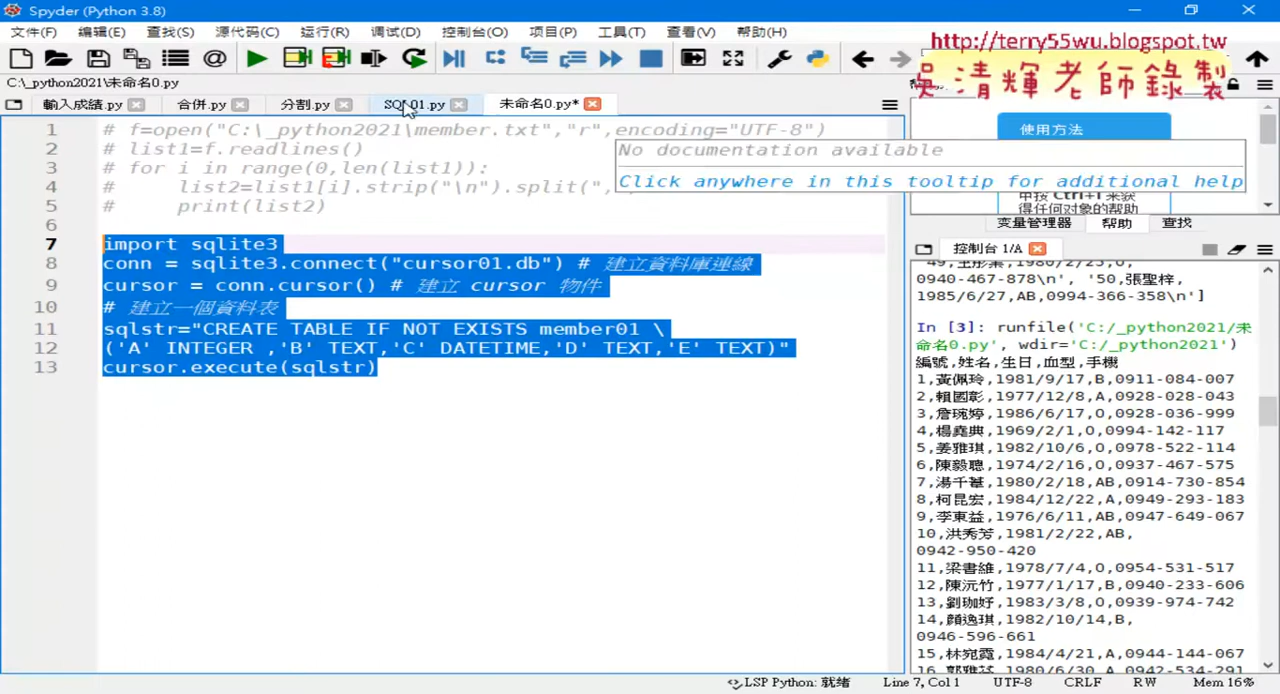 Spyder (Python 3.8)
文件(F) 编辑(E) 查找(S) 源代码(C) 运行(R) 调试(D) 控制台(O) 项目(P) 工具(T) 查看(V) 帮助(H)
http://terry55wu.blogspot.tw
吳清輝老師錄製
C:\_python2021\未命名0.py
輸入成績.py 合併.py 分割.py SQL01.py 未命名0.py*
1 # f=open("C:\_python2021\member.txt","r",encoding="UTF-8")
2 # list1=f.readlines()
3 # for i in range(0,len(list1)):
4 #     list2=list1[i].strip("\n").split(",
5 #     print(list2)
6
7 import sqlite3
8 conn = sqlite3.connect("cursor01.db") # 建立資料庫連線
9 cursor = conn.cursor() # 建立 cursor 物件
10 # 建立一個資料表
11 sqlstr="CREATE TABLE IF NOT EXISTS member01 \
12 ('A' INTEGER ,'B' TEXT,'C' DATETIME,'D' TEXT,'E' TEXT)"
13 cursor.execute(sqlstr)
No documentation available
Click anywhere in this tooltip for additional help
使用方法
得任何对象的帮助
变量管理器 帮助 查找
控制台 1/A
0940-467-878\n', '50,張聖梓,
1985/6/27,AB,0994-366-358\n']
In [3]: runfile('C:/_python2021/未
命名0.py', wdir='C:/_python2021')
編號,姓名,生日,血型,手機
1,黃佩玲,1981/9/17,B,0911-084-007
2,賴國彰,1977/12/8,A,0928-028-043
3,詹琬婷,1986/6/17,O,0928-036-999
4,楊堯典,1969/2/1,O,0994-142-117
5,姜雅琪,1982/10/6,O,0978-522-114
6,陳毅聰,1974/2/16,O,0937-467-575
7,湯千葦,1980/2/18,AB,0914-730-854
8,柯昆宏,1984/12/22,A,0949-293-183
9,李東益,1976/6/11,AB,0947-649-067
10,洪秀芳,1981/2/22,AB,
0942-950-420
11,梁書維,1978/7/4,O,0954-531-517
12,陳沅竹,1977/1/17,B,0940-233-606
13,劉珈妤,1983/3/8,O,0939-974-742
14,顏逸琪,1982/10/14,B,
0946-596-661
15,林宛霓,1984/4/21,A,0944-144-067
LSP Python: 就绪 Line 7, Col 1 UTF-8 CRLF RW Mem 16%